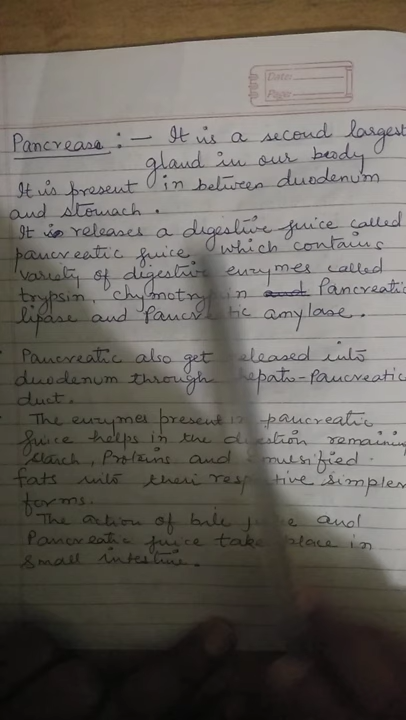 Date:
Page:
Pancrease :- It is a second largest
gland in our body
It is present in between duodenum
and stomach.
It releases a digestive juice called
pancreatic juice, which contains
variety of digestive enzymes called
trypsin, chymotrypsin Pancreatic
lipase and Pancreatic amylase.
Pancreatic also get released into
duodenum through hepato-Pancreatic
duct.
The enzymes present in pancreatic
juice helps in the digestion remaining
starch, Proteins and emulsified
fats into their respective simpler
forms.
The action of bile juice and
Pancreatic juice take place in
small intestine.